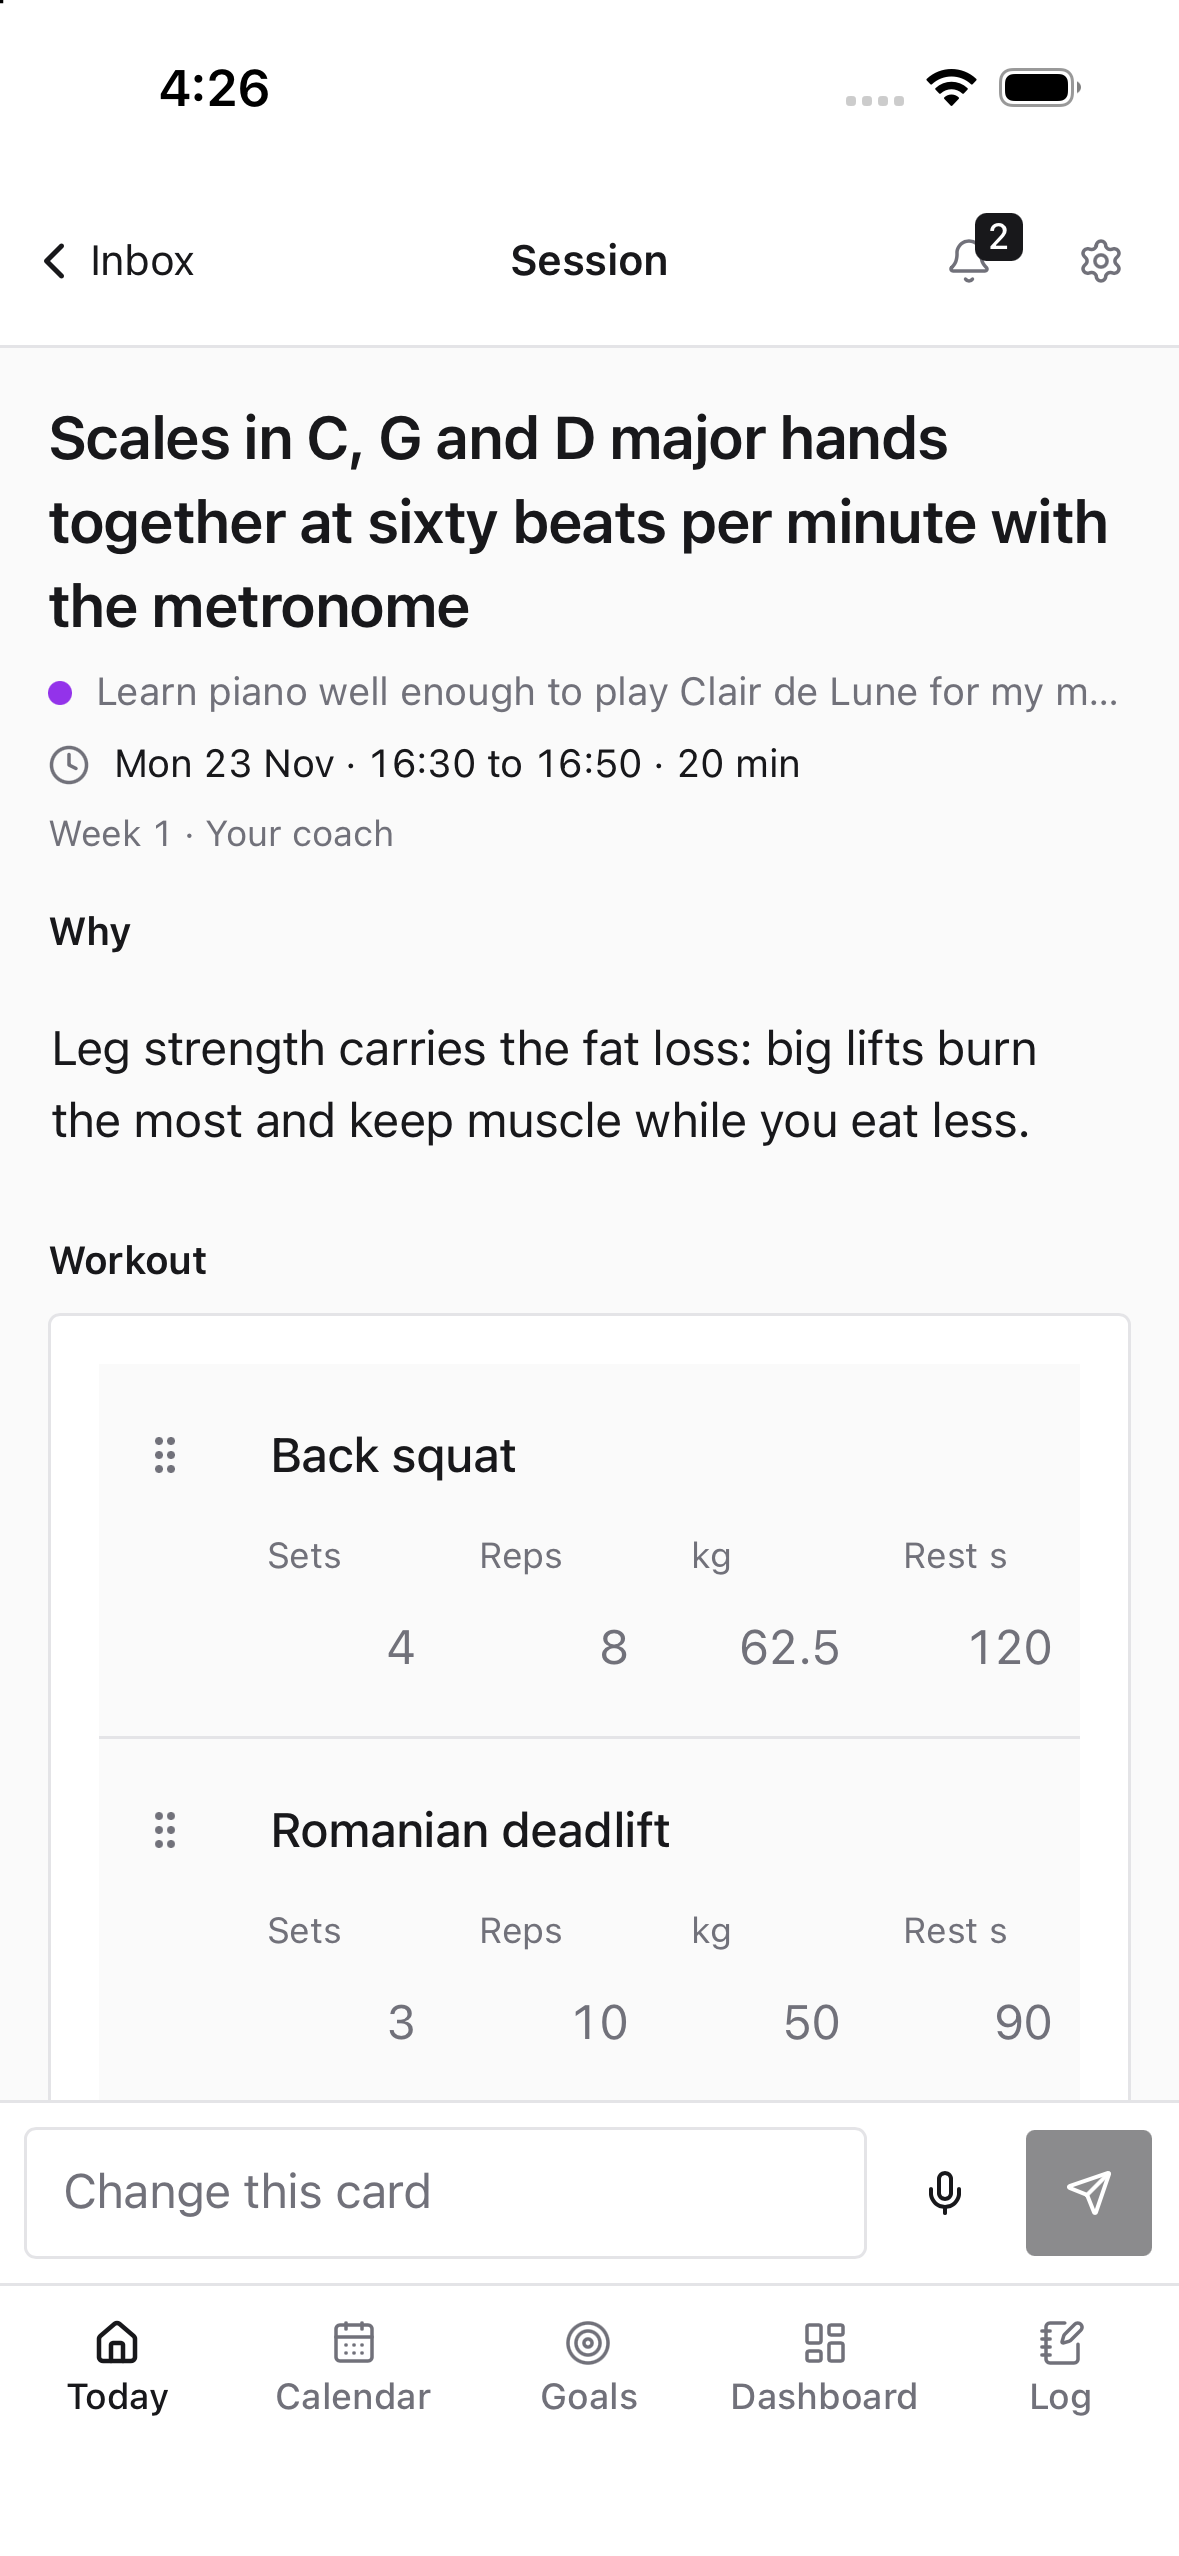 4:26
Inbox
Session
2
Scales in C, G and D major hands
together at sixty beats per minute with
the metronome
Learn piano well enough to play Clair de Lune for my m...
Mon 23 Nov · 16:30 to 16:50 · 20 min
Week 1 · Your coach
Why
Leg strength carries the fat loss: big lifts burn
the most and keep muscle while you eat less.
Workout
Back squat
Sets Reps kg Rest s
4 8 62.5 120
Romanian deadlift
Sets Reps kg Rest s
3 10 50 90
Change this card
Today Calendar Goals Dashboard Log